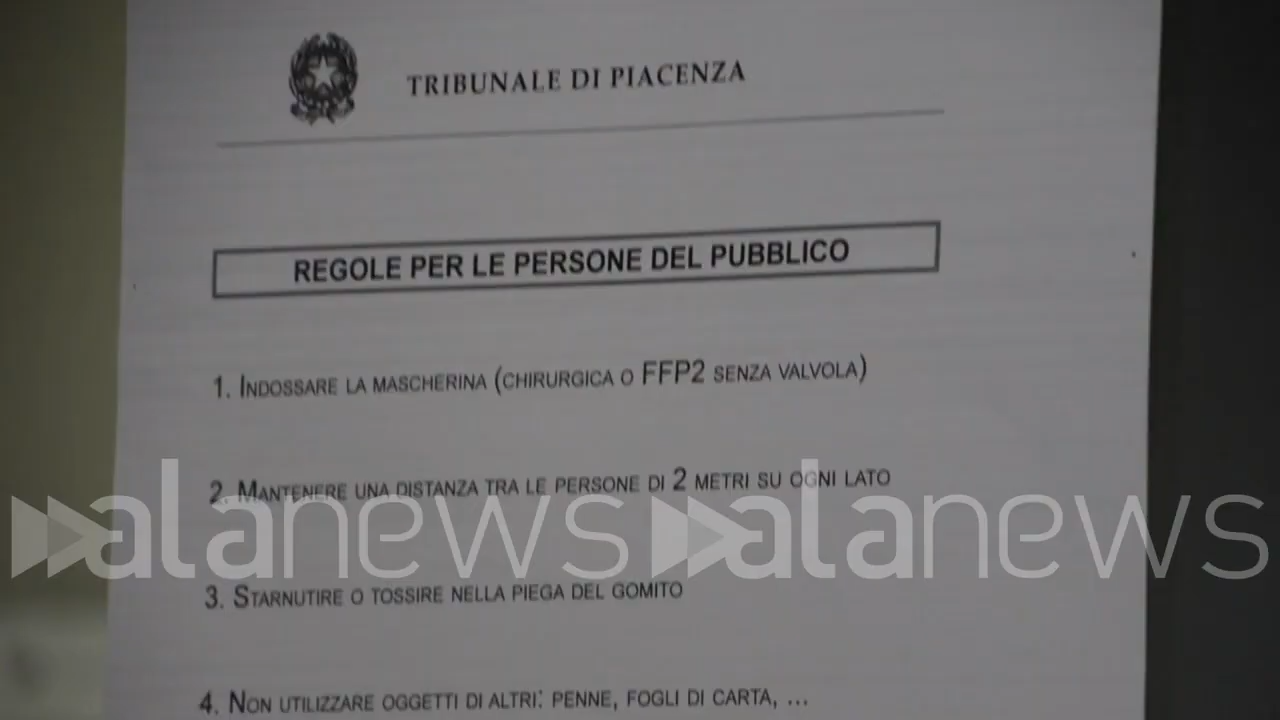 TRIBUNALE DI PIACENZA
REGOLE PER LE PERSONE DEL PUBBLICO
1. INDOSSARE LA MASCHERINA (CHIRURGICA O FFP2 SENZA VALVOLA)
2. MANTENERE UNA DISTANZA TRA LE PERSONE DI 2 METRI SU OGNI LATO
alanews alanews
3. STARNUTIRE O TOSSIRE NELLA PIEGA DEL GOMITO
4. NON UTILIZZARE OGGETTI DI ALTRI: PENNE, FOGLI DI CARTA, ...